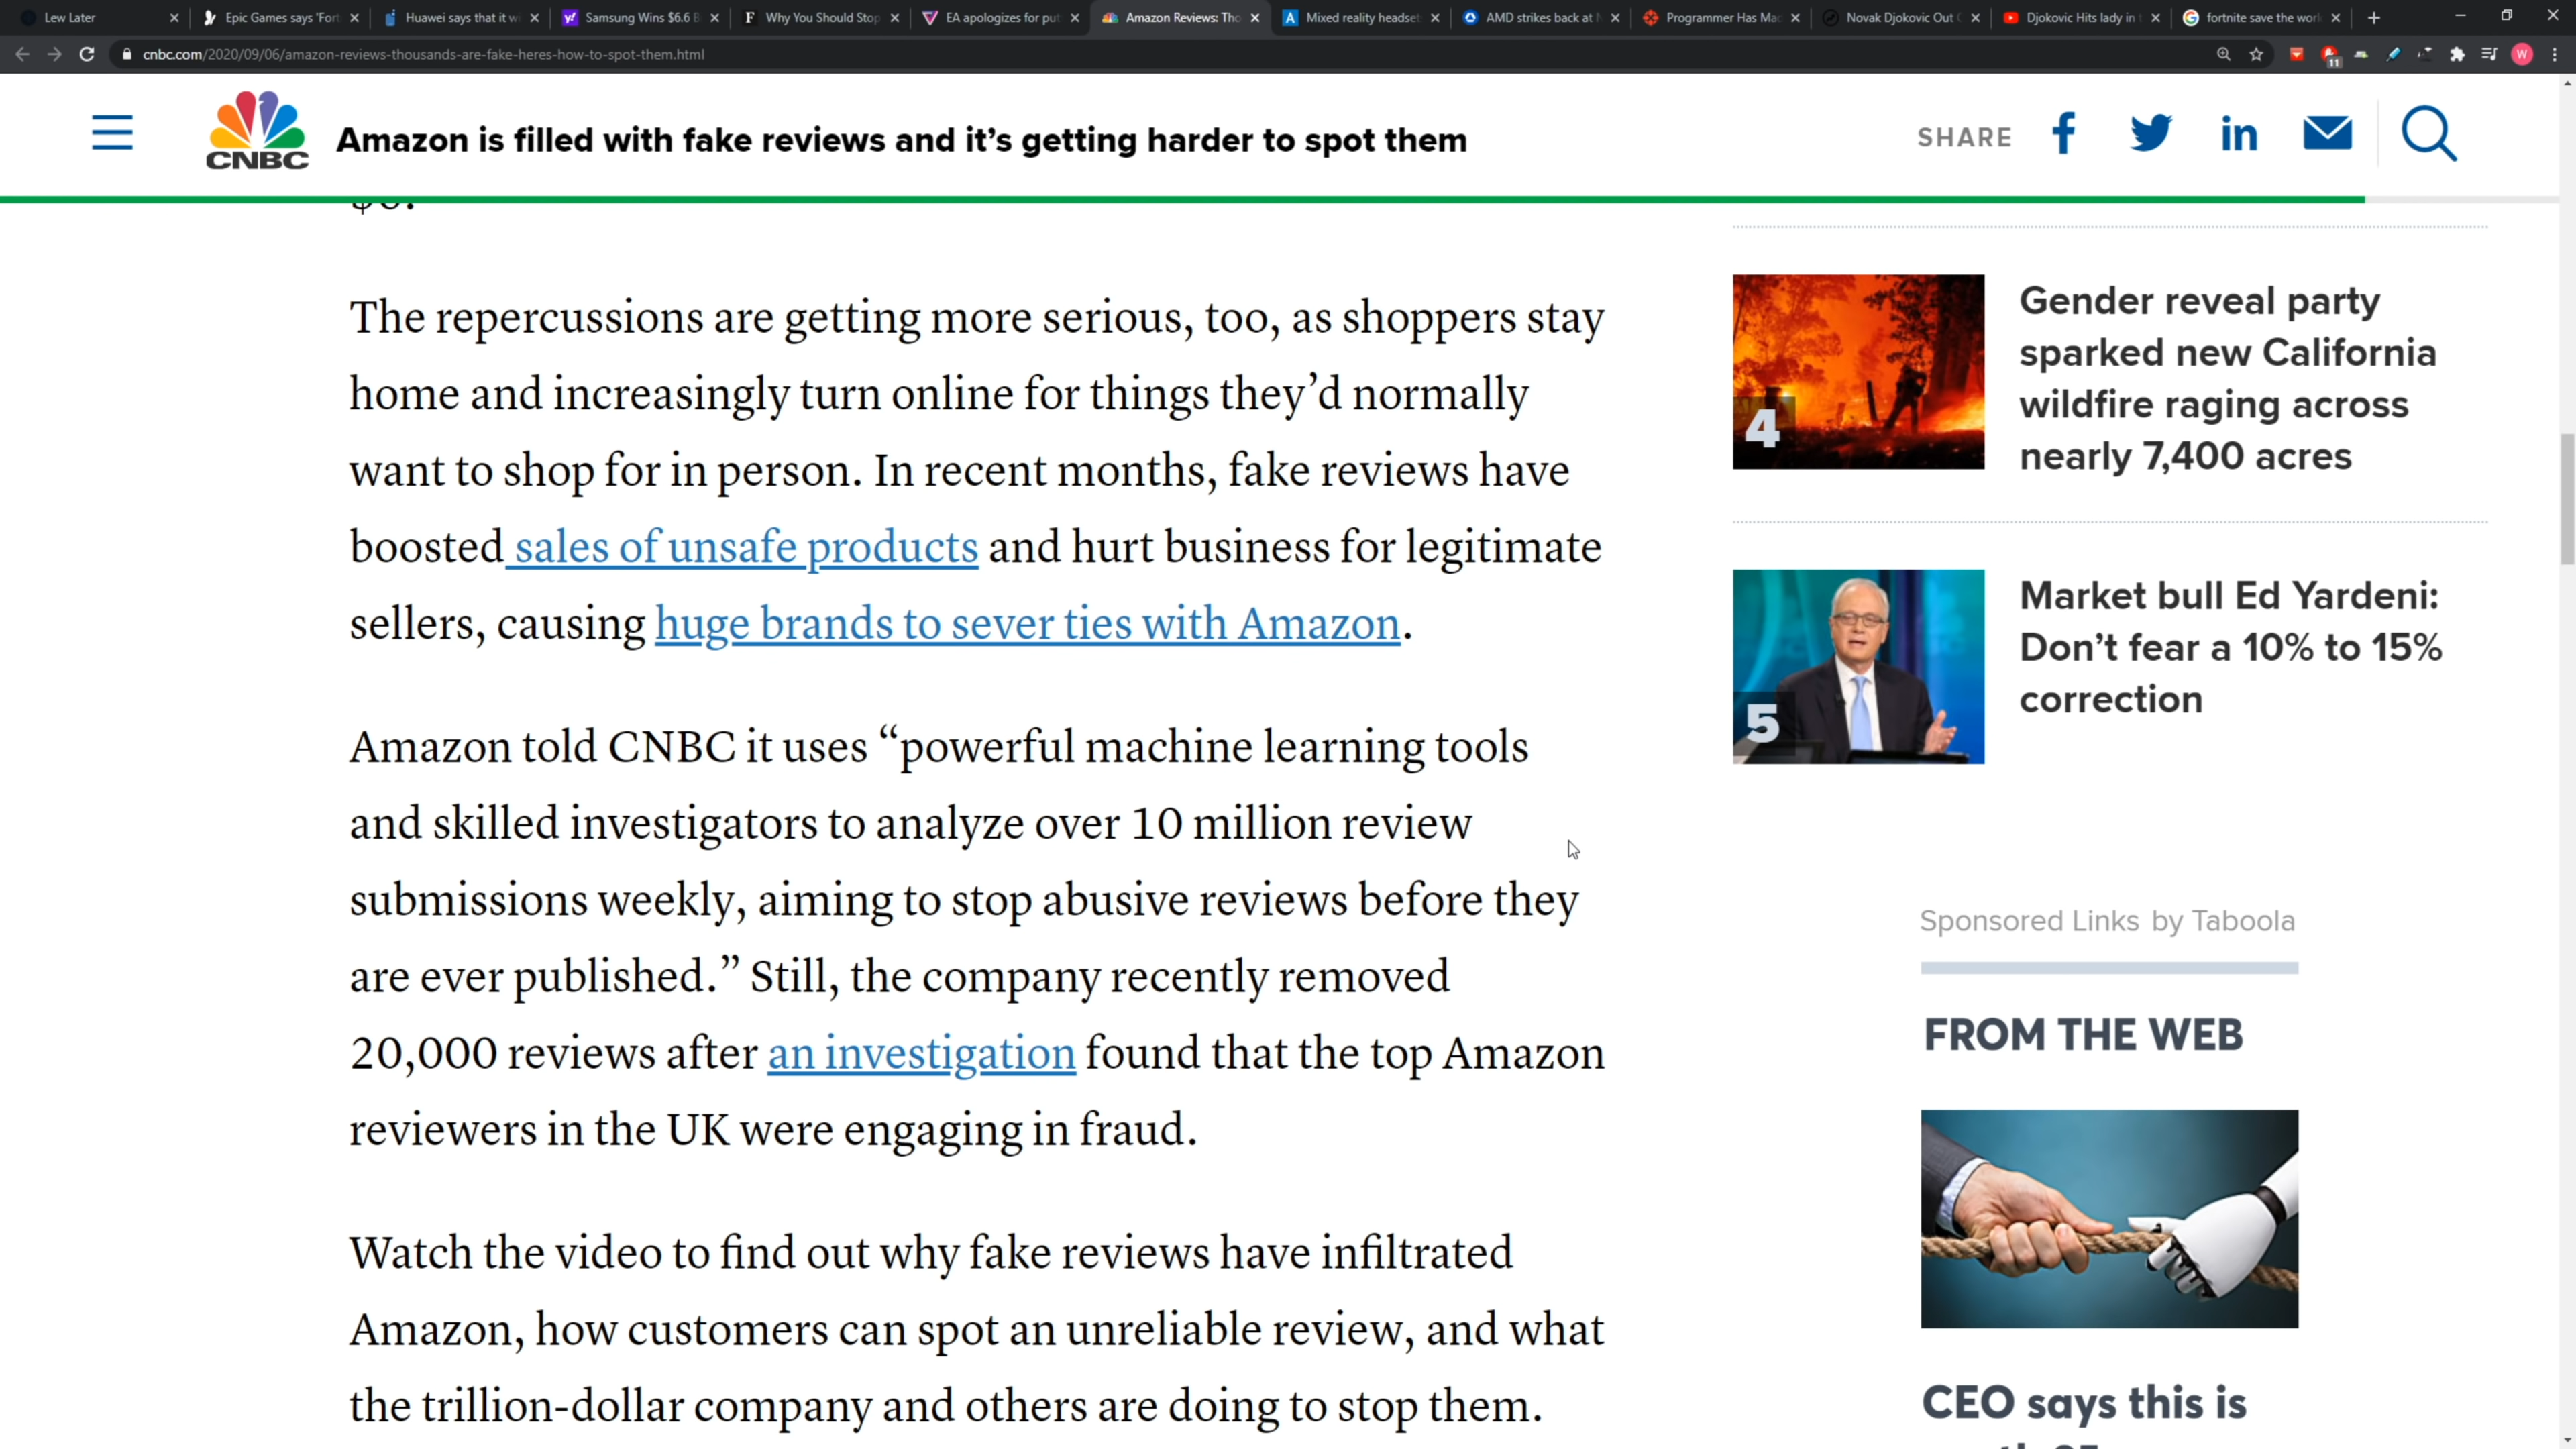 Lew Later
Epic Games says 'Fort
Huawei says that it w
Samsung Wins $6.6 B
Why You Should Stop
EA apologizes for put
Amazon Reviews: Tho
Mixed reality headset
AMD strikes back at N
Programmer Has Mad
Novak Djokovic Out O
Djokovic Hits lady in t
fortnite save the worl
cnbc.com/2020/09/06/amazon-reviews-thousands-are-fake-heres-how-to-spot-them.html
11
W
CNBC
Amazon is filled with fake reviews and it's getting harder to spot them
SHARE
The repercussions are getting more serious, too, as shoppers stay
home and increasingly turn online for things they'd normally
want to shop for in person. In recent months, fake reviews have
boosted sales of unsafe products and hurt business for legitimate
sellers, causing huge brands to sever ties with Amazon.
Amazon told CNBC it uses “powerful machine learning tools
and skilled investigators to analyze over 10 million review
submissions weekly, aiming to stop abusive reviews before they
are ever published.” Still, the company recently removed
20,000 reviews after an investigation found that the top Amazon
reviewers in the UK were engaging in fraud.
Watch the video to find out why fake reviews have infiltrated
Amazon, how customers can spot an unreliable review, and what
the trillion-dollar company and others are doing to stop them.
4
Gender reveal party
sparked new California
wildfire raging across
nearly 7,400 acres
5
Market bull Ed Yardeni:
Don't fear a 10% to 15%
correction
Sponsored Links by Taboola
FROM THE WEB
CEO says this is